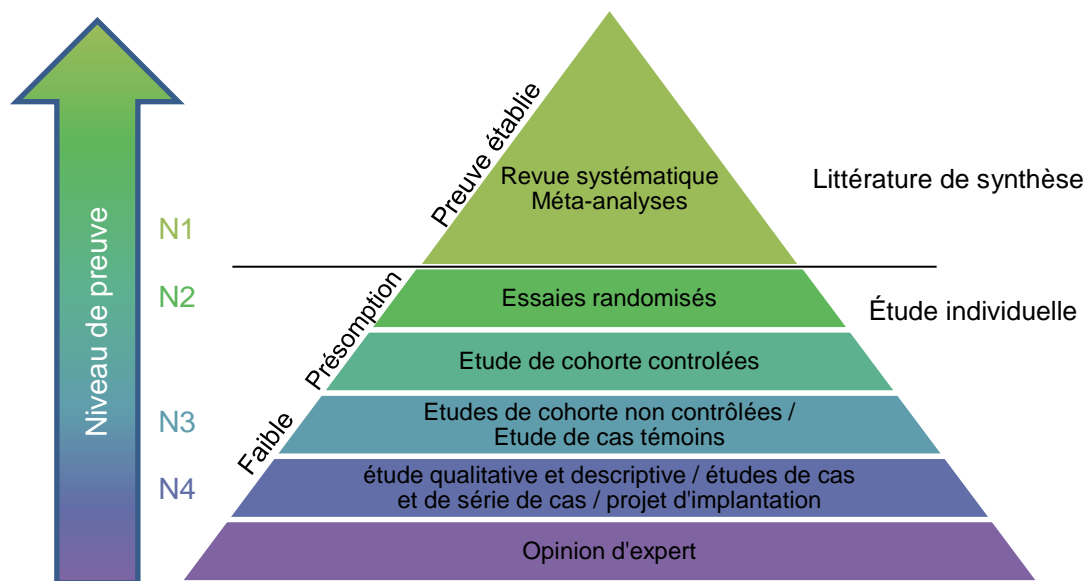 Niveau de preuve
N1
N2
N3
N4
Preuve établie
Présomption
Faible
Revue systématique
Méta-analyses
Essaies randomisés
Etude de cohorte controlées
Etudes de cohorte non contrôlées /
Etude de cas témoins
étude qualitative et descriptive / études de cas
et de série de cas / projet d'implantation
Opinion d'expert
Littérature de synthèse
Étude individuelle